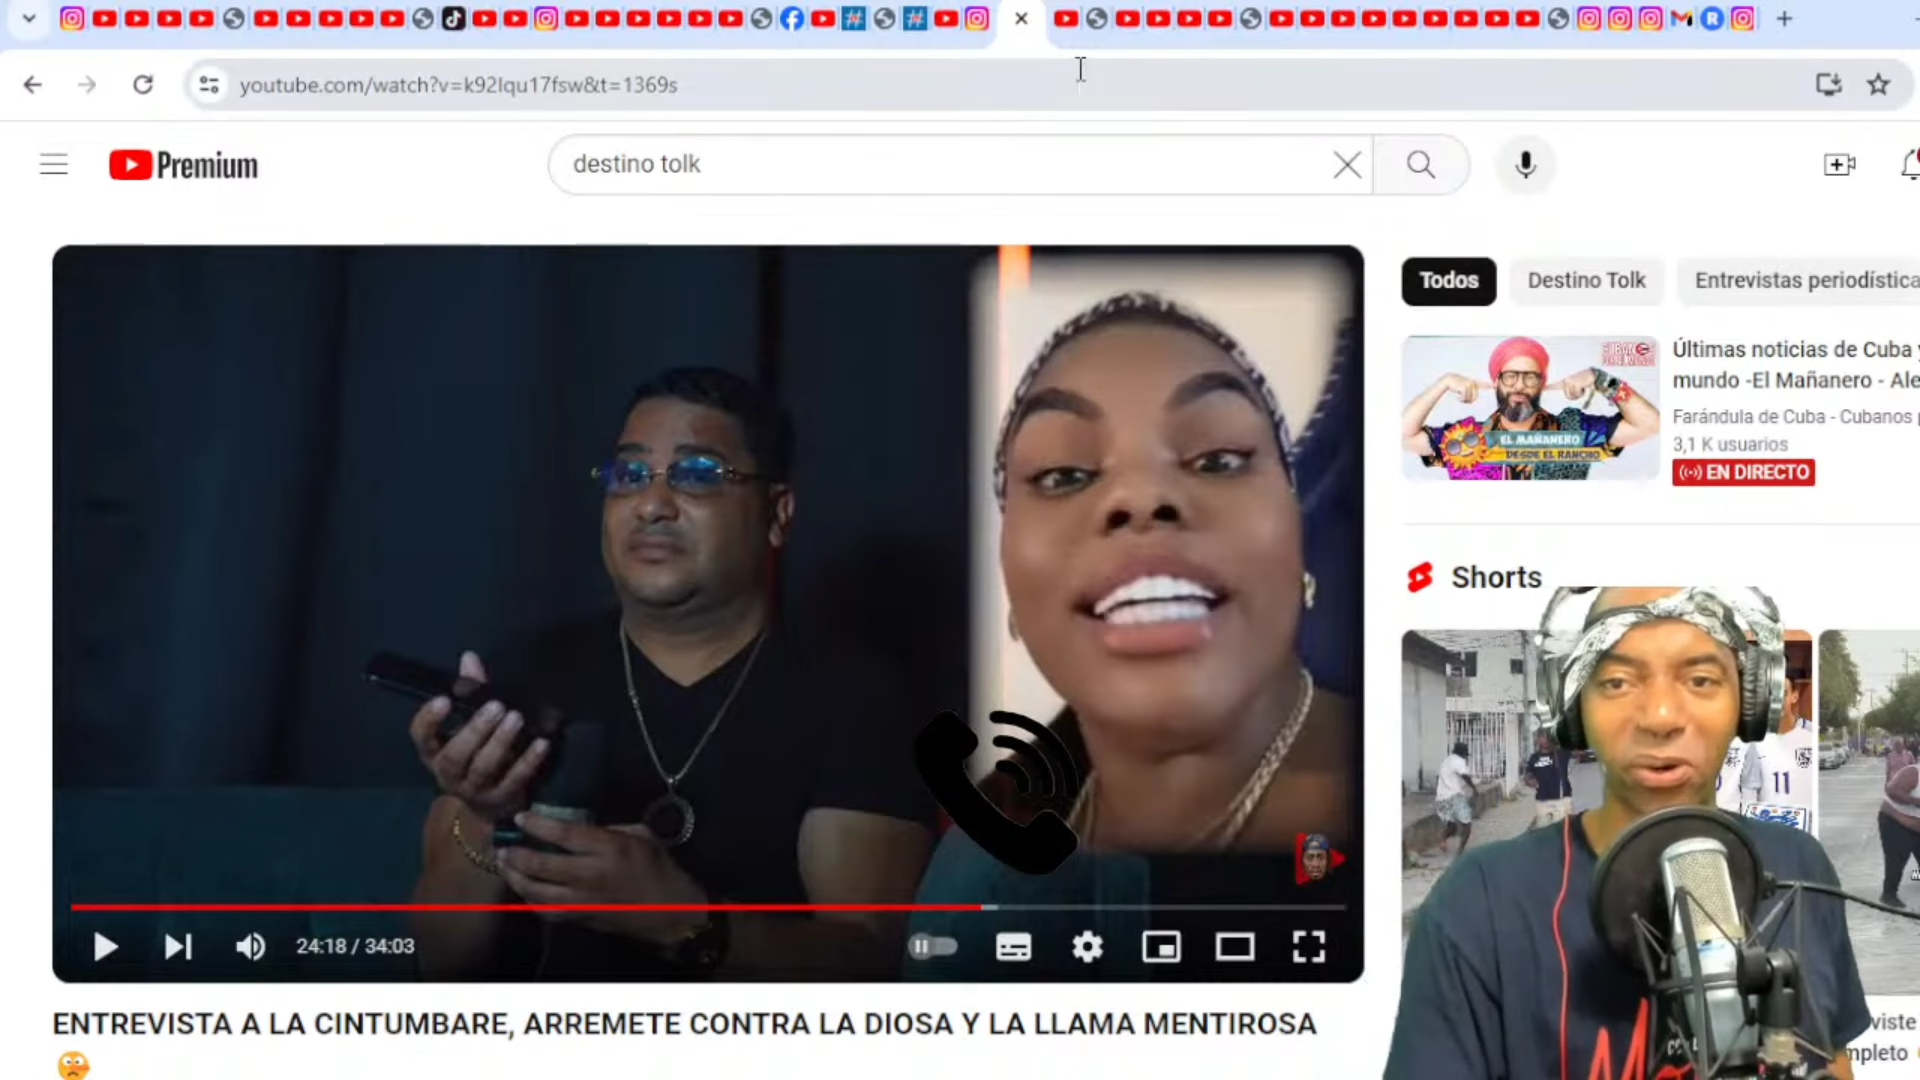 youtube.com/watch?v=k92lqu17fsw&t=1369s
Premium
destino tolk
Todos
Destino Tolk
Entrevistas periodística
Últimas noticias de Cuba y
mundo -El Mañanero - Ale
Farándula de Cuba - Cubanos p
3,1 K usuarios
EN DIRECTO
EL MAÑANERO
DESDE EL RANCHO
Shorts
11
24:18 / 34:03
ENTREVISTA A LA CINTUMBARE, ARREMETE CONTRA LA DIOSA Y LA LLAMA MENTIROSA
viste
mpleto